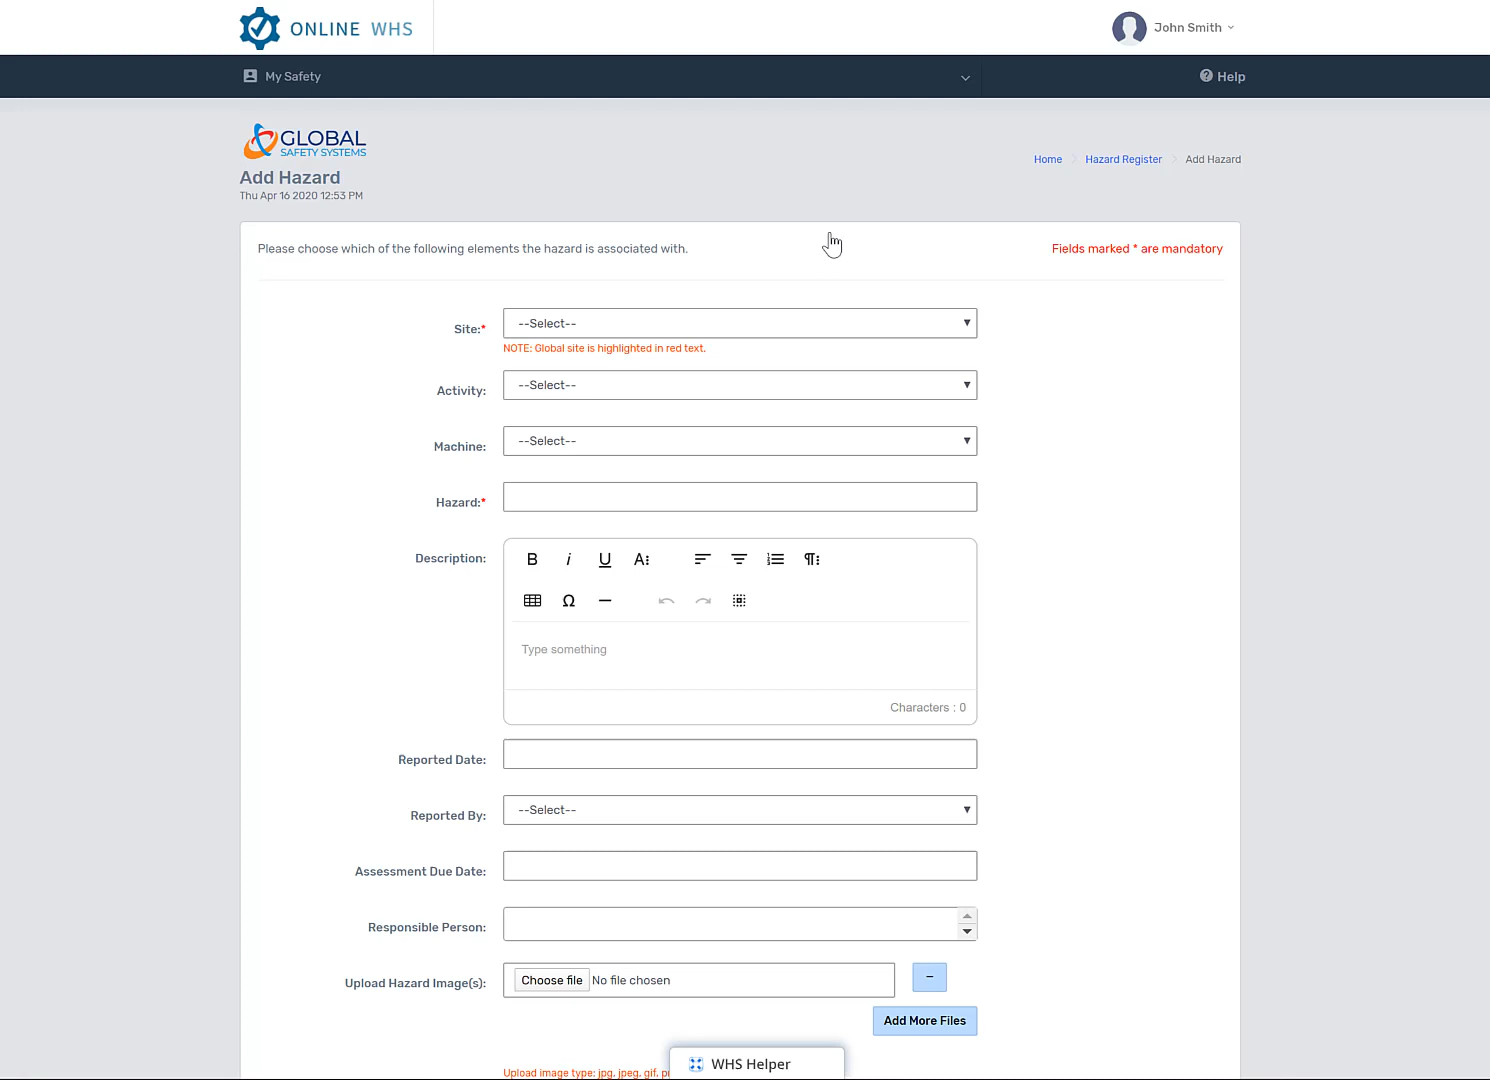 ONLINE WHS
John Smith
My Safety
Help
GLOBAL
SAFETY SYSTEMS
Home
Hazard Register
Add Hazard
Add Hazard
Thu Apr 16 2020 12:53 PM
Please choose which of the following elements the hazard is associated with.
Fields marked * are mandatory
Site:*
--Select--
NOTE: Global site is highlighted in red text.
Activity:
--Select--
Machine:
--Select--
Hazard:*
Description:
B i U A
Ω
Type something
Characters : 0
Reported Date:
Reported By:
--Select--
Assessment Due Date:
Responsible Person:
Upload Hazard Image(s):
Choose file No file chosen
–
Add More Files
WHS Helper
Upload image type: jpg, jpeg, gif,